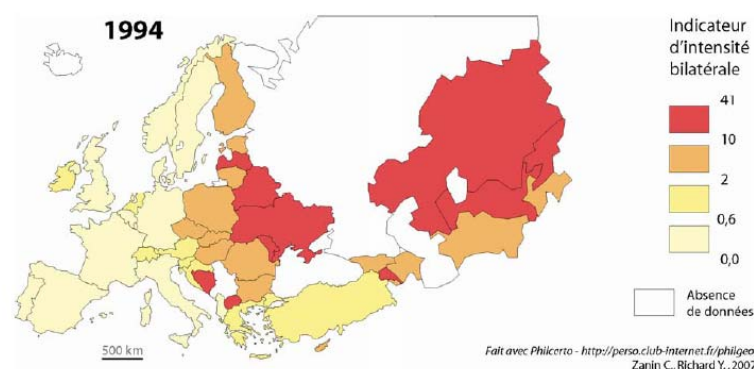 1994
Indicateur
d'intensité
bilatérale
41
10
2
0,6
0,0
Absence
de données
500 km
Fait avec Philcarto - http://perso.club-internet.fr/philgeo
Zanin C., Richard Y., 2002